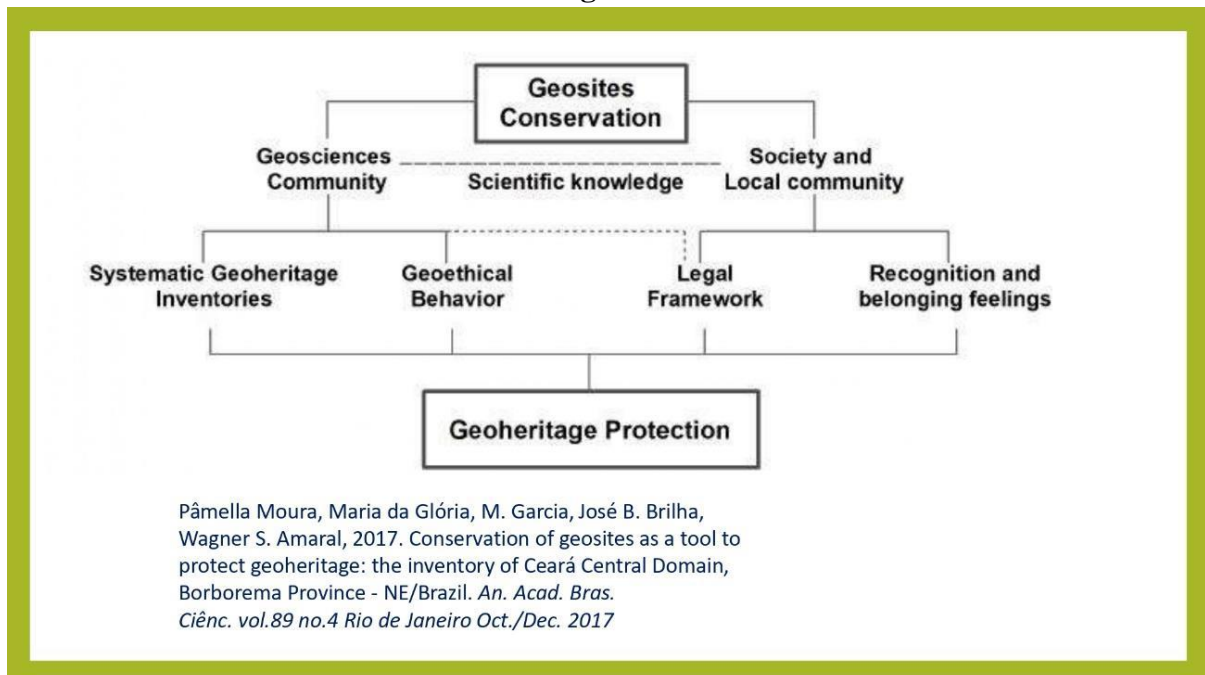 Geosites
Conservation
Geosciences
Community
Scientific knowledge
Society and
Local community
Systematic Geoheritage
Inventories
Geoethical
Behavior
Legal
Framework
Recognition and
belonging feelings
Geoheritage Protection
Pâmella Moura, Maria da Glória, M. Garcia, José B. Brilha,
Wagner S. Amaral, 2017. Conservation of geosites as a tool to
protect geoheritage: the inventory of Ceará Central Domain,
Borborema Province - NE/Brazil. An. Acad. Bras.
Ciênc. vol.89 no.4 Rio de Janeiro Oct./Dec. 2017